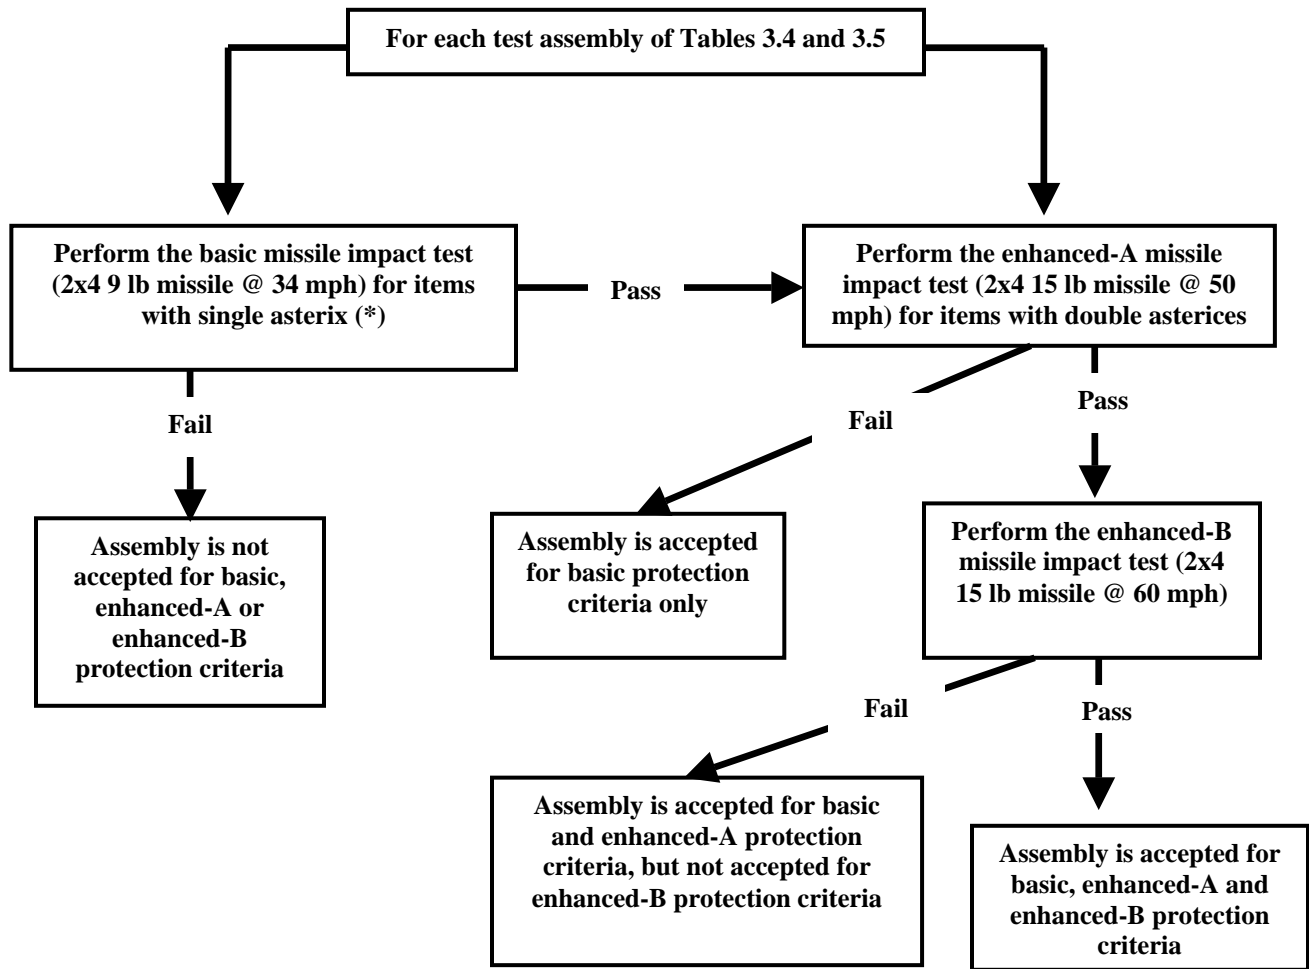 For each test assembly of Tables 3.4 and 3.5
Perform the basic missile impact test
(2x4 9 lb missile @ 34 mph) for items
with single asterix (*)
Pass
Perform the enhanced-A missile
impact test (2x4 15 lb missile @ 50
mph) for items with double asterices
Fail
Fail
Pass
Assembly is not
accepted for basic,
enhanced-A or
enhanced-B
protection criteria
Assembly is accepted
for basic protection
criteria only
Perform the enhanced-B
missile impact test (2x4
15 lb missile @ 60 mph)
Fail
Pass
Assembly is accepted for basic
and enhanced-A protection
criteria, but not accepted for
enhanced-B protection criteria
Assembly is accepted for
basic, enhanced-A and
enhanced-B protection
criteria